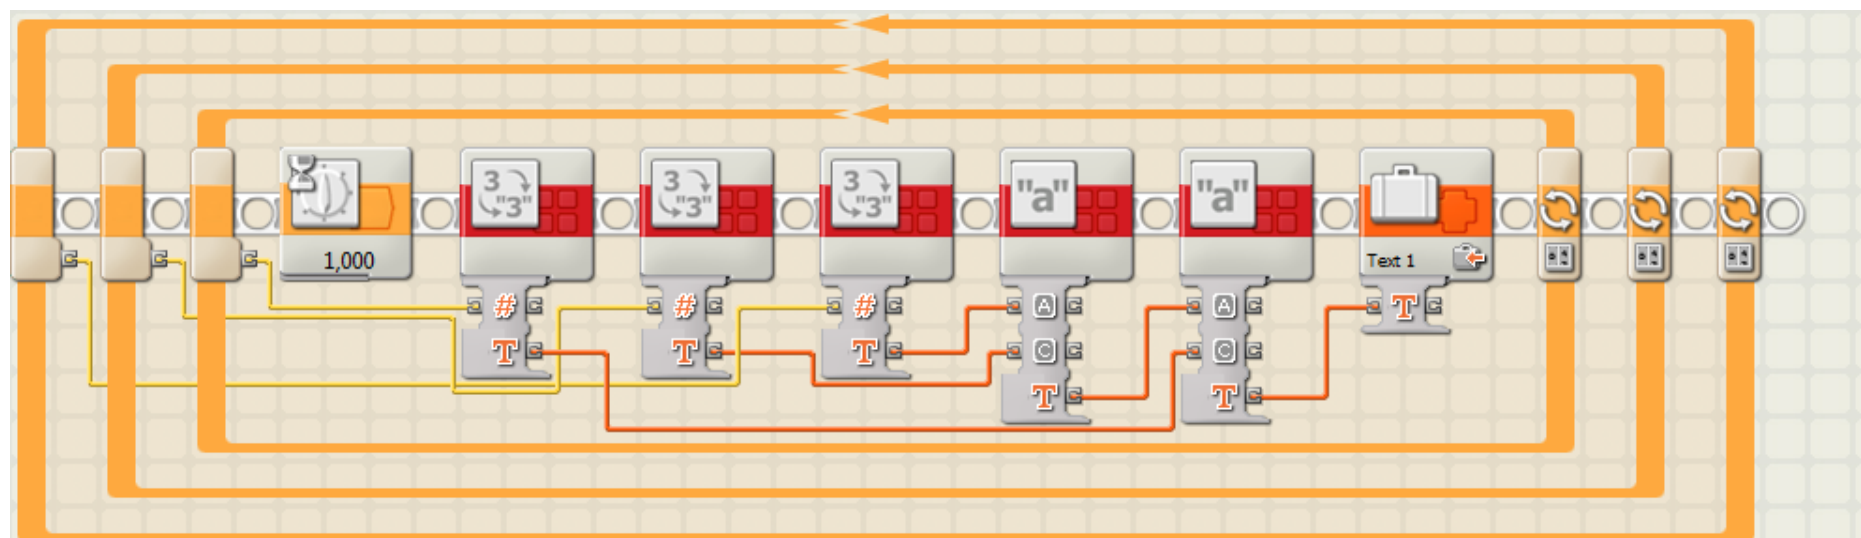 3 "3"
3 "3"
3 "3"
"a"
"a"
1,000
Text 1
# # # A A T
T T T C C
T T